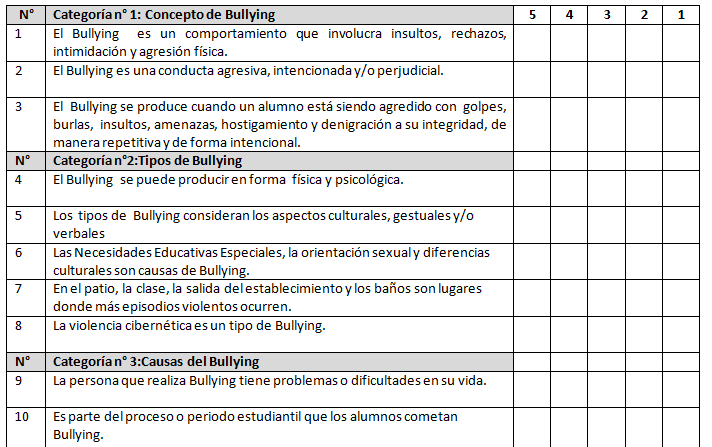 N° Categoría n° 1: Concepto de Bullying 5 4 3 2 1
1 El Bullying es un comportamiento que involucra insultos, rechazos,
intimidación y agresión física.
2 El Bullying es una conducta agresiva, intencionada y/o perjudicial.
3 El Bullying se produce cuando un alumno está siendo agredido con golpes,
burlas, insultos, amenazas, hostigamiento y denigración a su integridad, de
manera repetitiva y de forma intencional.
N° Categoría n°2:Tipos de Bullying
4 El Bullying se puede producir en forma física y psicológica.
5 Los tipos de Bullying consideran los aspectos culturales, gestuales y/o
verbales
6 Las Necesidades Educativas Especiales, la orientación sexual y diferencias
culturales son causas de Bullying.
7 En el patio, la clase, la salida del establecimiento y los baños son lugares
donde más episodios violentos ocurren.
8 La violencia cibernética es un tipo de Bullying.
N° Categoría n° 3:Causas del Bullying
9 La persona que realiza Bullying tiene problemas o dificultades en su vida.
10 Es parte del proceso o periodo estudiantil que los alumnos cometan
Bullying.